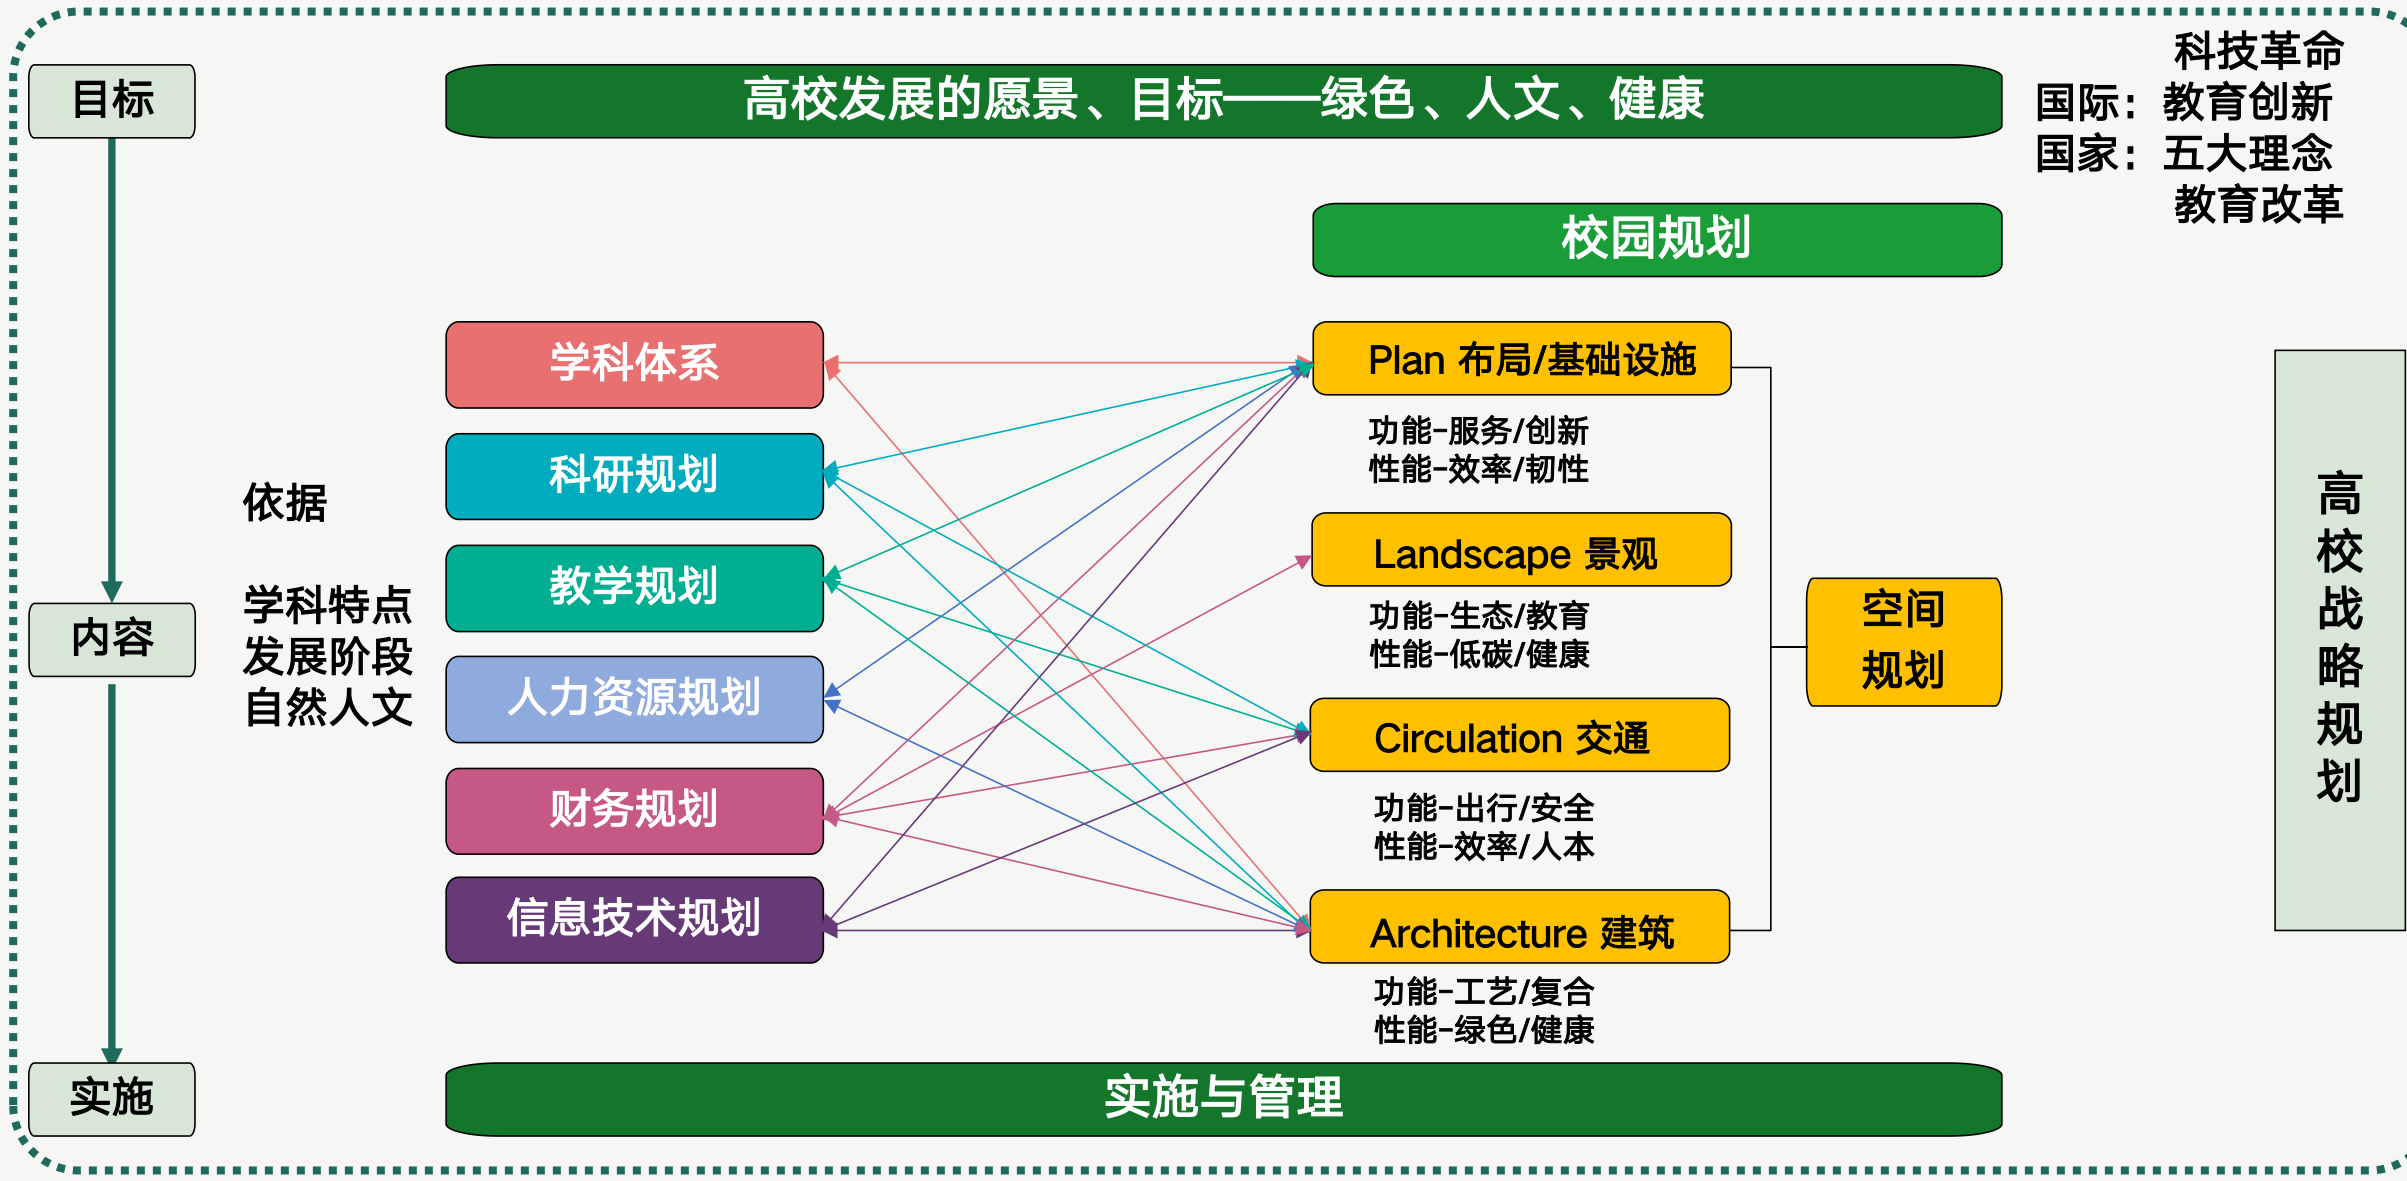 目标
高校发展的愿景、目标——绿色、人文、健康
科技革命
国际：教育创新
国家：五大理念
教育改革
校园规划
学科体系
科研规划
教学规划
人力资源规划
财务规划
信息技术规划
依据
学科特点
发展阶段
自然人文
内容
Plan 布局/基础设施
功能-服务/创新
性能-效率/韧性
Landscape 景观
功能-生态/教育
性能-低碳/健康
Circulation 交通
功能-出行/安全
性能-效率/人本
Architecture 建筑
功能-工艺/复合
性能-绿色/健康
空间
规划
高
校
战
略
规
划
实施
实施与管理